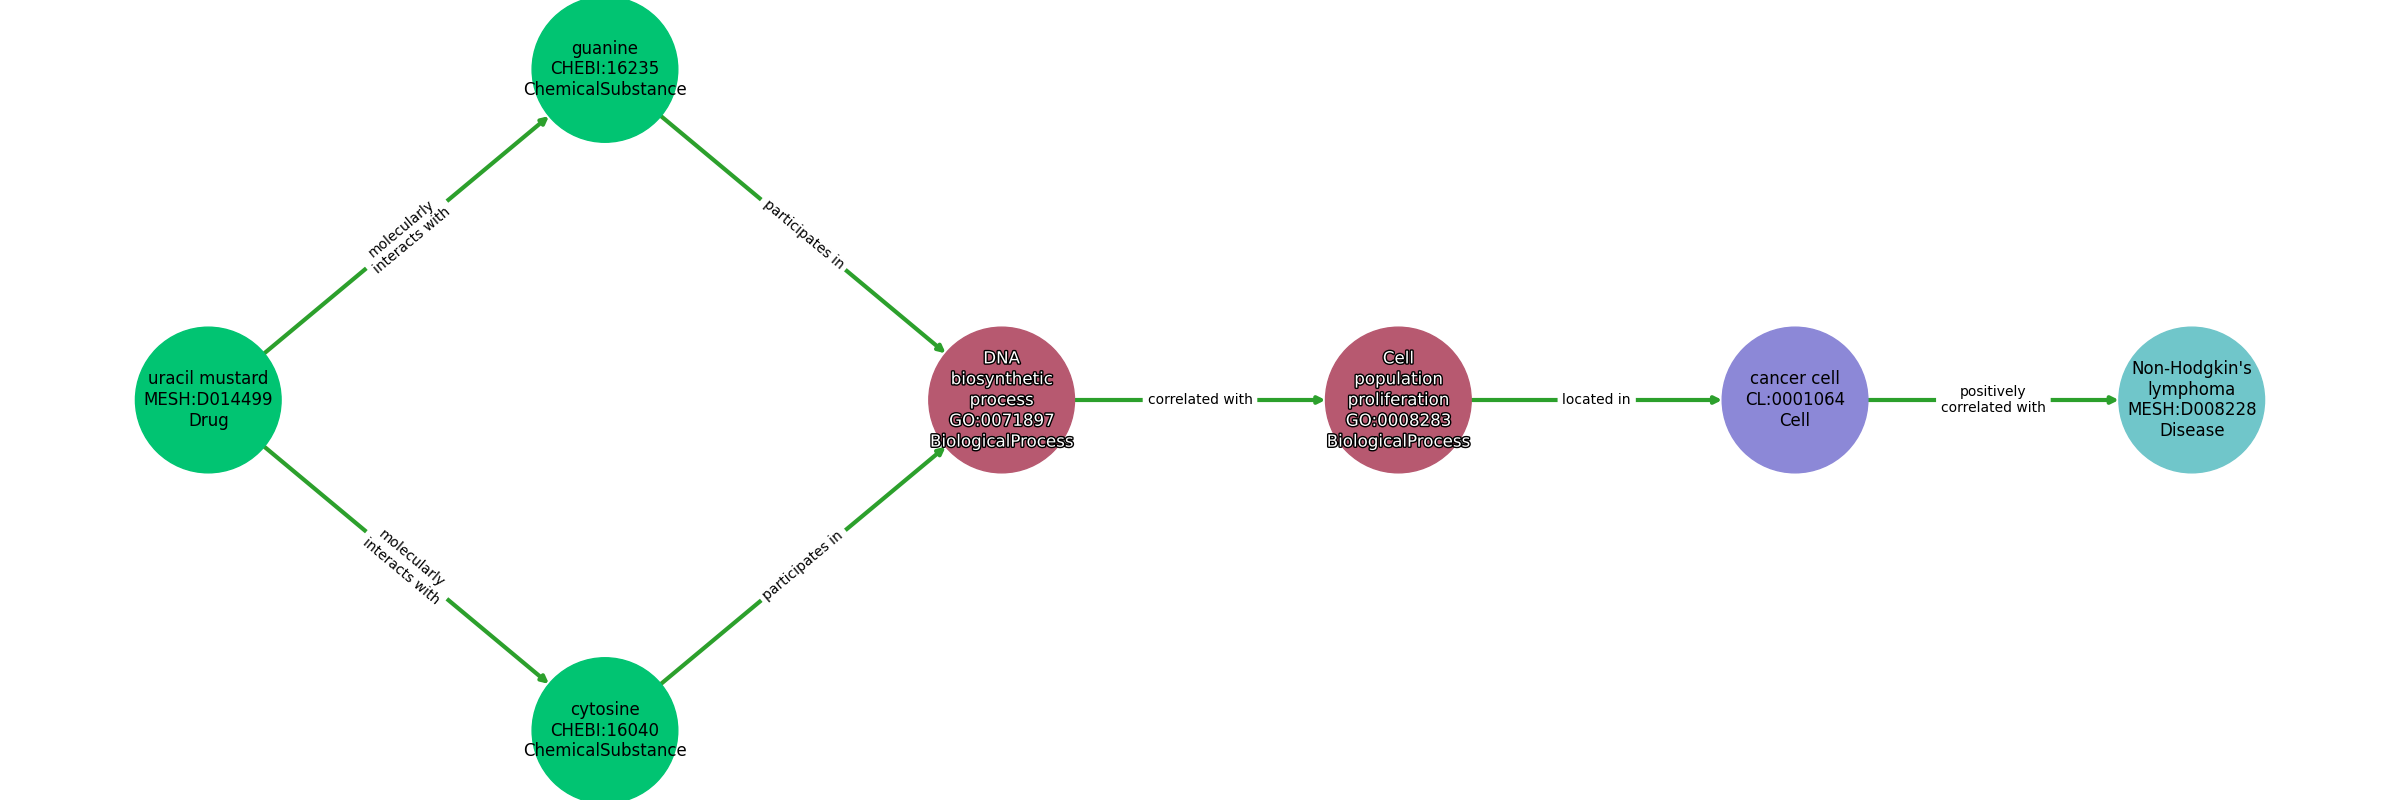 guanine
CHEBI:16235
ChemicalSubstance
molecularly
interacts with
participates in
uracil mustard
MESH:D014499
Drug
DNA
biosynthetic
process
GO:0071897
BiologicalProcess
correlated with
Cell
population
proliferation
GO:0008283
BiologicalProcess
located in
cancer cell
CL:0001064
Cell
positively
correlated with
Non-Hodgkin's
lymphoma
MESH:D008228
Disease
molecularly
interacts with
participates in
cytosine
CHEBI:16040
ChemicalSubstance